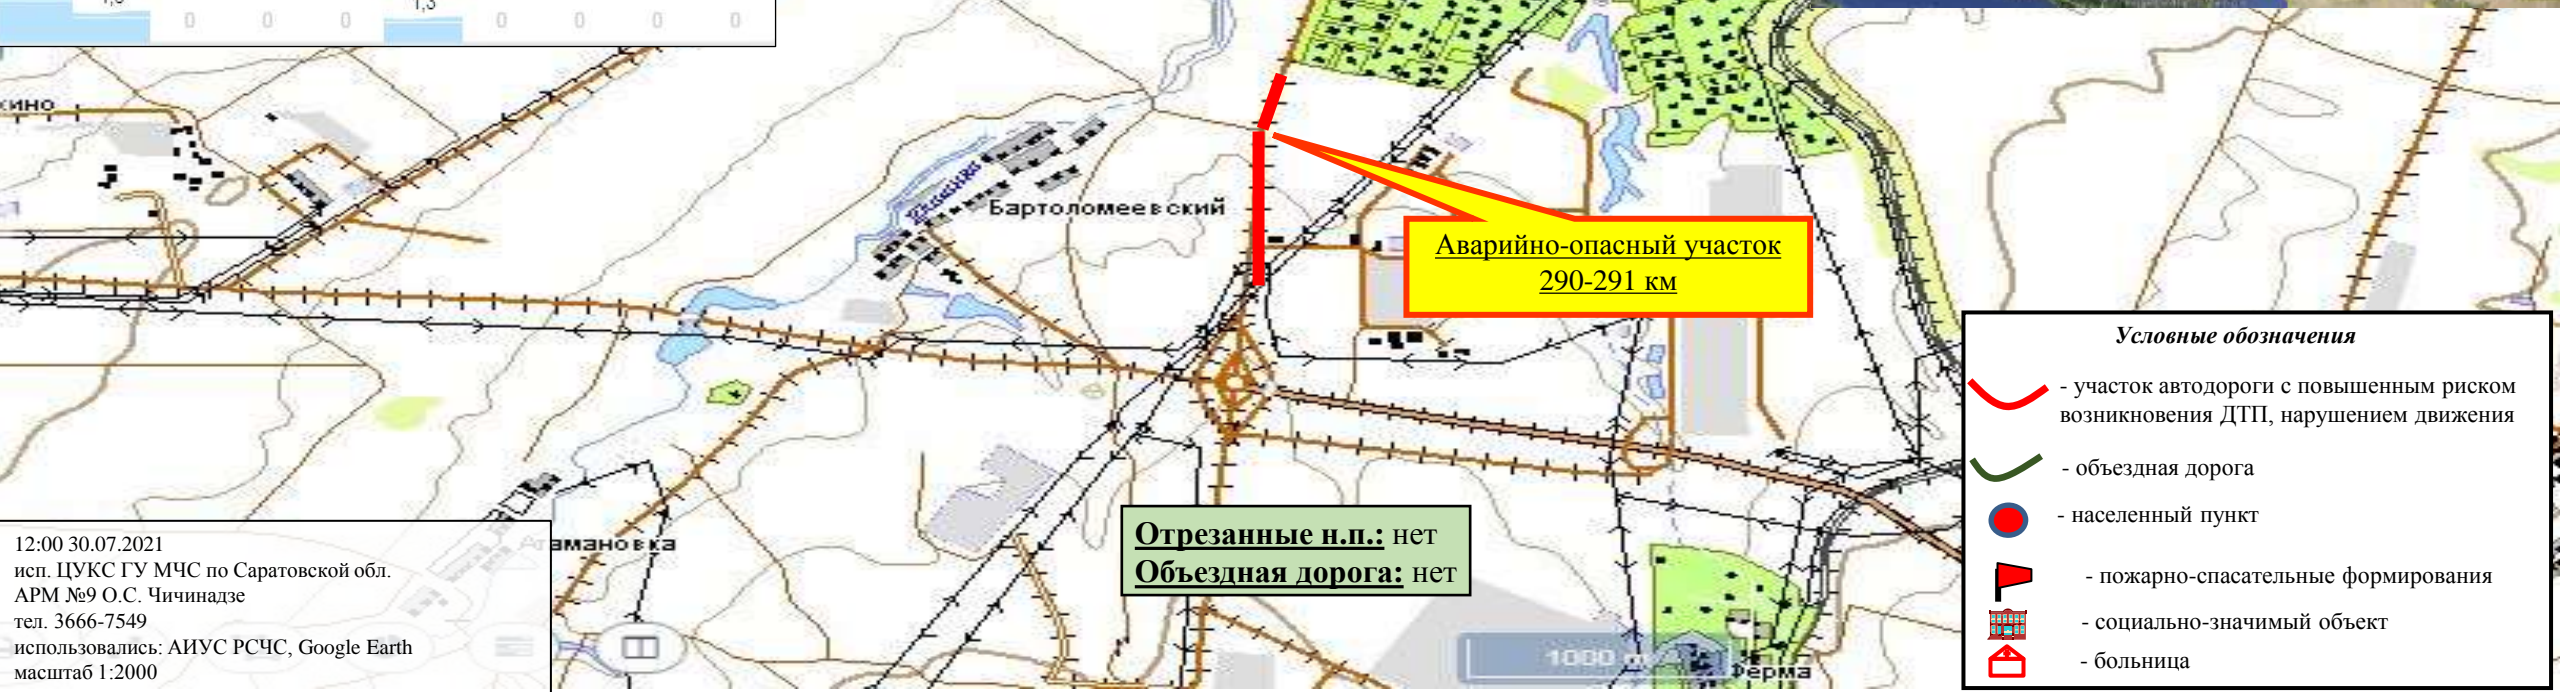 1,3
0 0 0 0 0 0 0
Бартоломеевский
Аварийно-опасный участок
290-291 км
Условные обозначения
- участок автодороги с повышенным риском
возникновения ДТП, нарушением движения
- объездная дорога
- населенный пункт
- пожарно-спасательные формирования
- социально-значимый объект
- больница
Атамановка
Отрезанные н.п.: нет
Объездная дорога: нет
12:00 30.07.2021
исп. ЦУКС ГУ МЧС по Саратовской обл.
АРМ №9 О.С. Чичинадзе
тел. 3666-7549
использовались: АИУС РСЧС, Google Earth
масштаб 1:2000
1000 m
Ферма